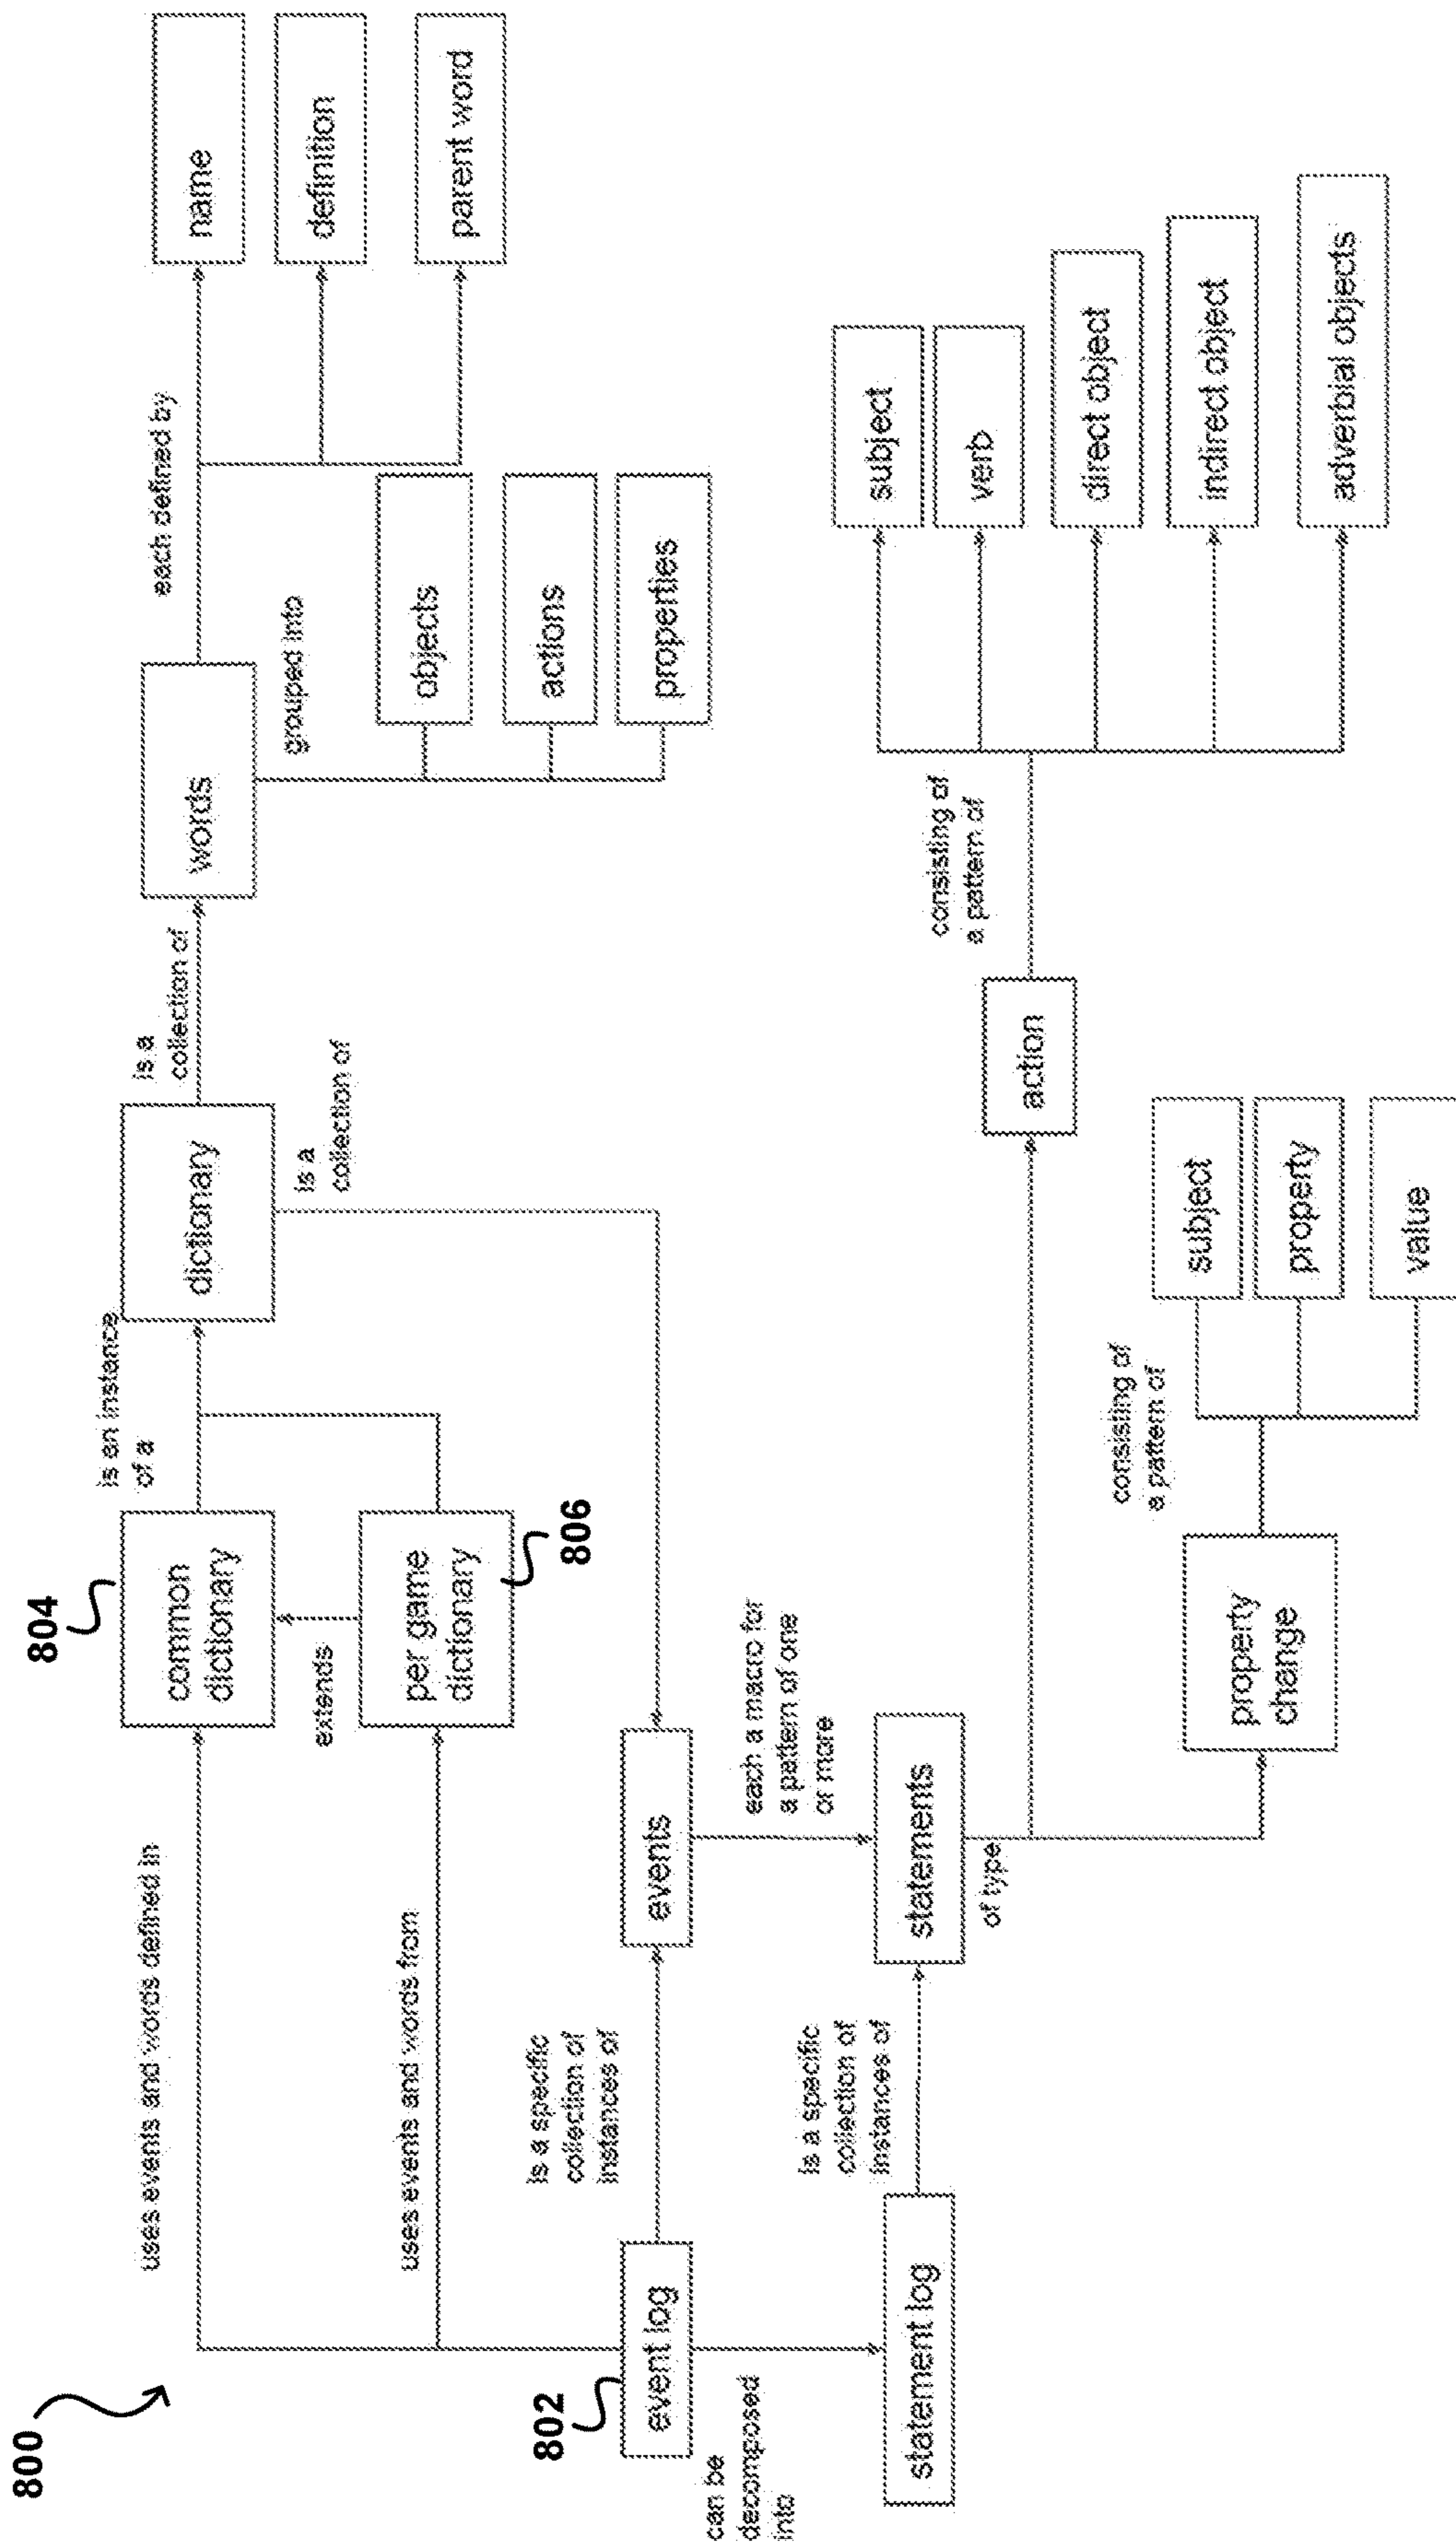 800
uses events and words defined in
804
common
dictionary
is an instance
of a
dictionary
is a
collection of
words
each defined by
name
definition
parent word
grouped into
objects
actions
properties
extends
uses events and words from
per game
dictionary
806
is a
collection of
802
event log
is a specific
collection of
instances of
events
each a macro for
a pattern of one
or more
can be
decomposed
into
statement log
is a specific
collection of
instances of
statements
of type
action
consisting of
a pattern of
subject
verb
direct object
indirect object
adverbial objects
property
change
consisting of
a pattern of
subject
property
value